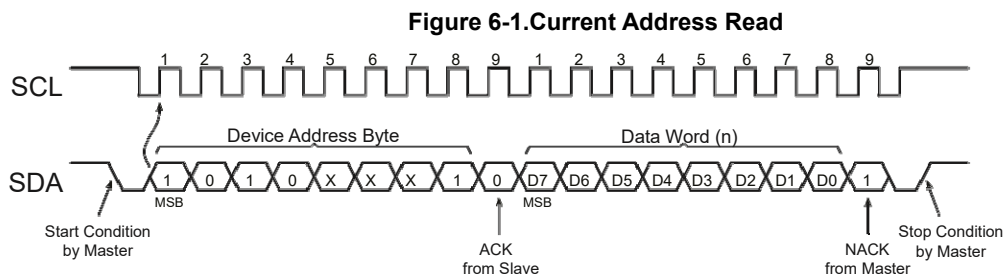 Figure 6-1.Current Address Read
SCL
1 2 3 4 5 6 7 8 9 1 2 3 4 5 6 7 8 9
Device Address Byte
Data Word (n)
SDA
1 0 1 0 X X X 1 0 D7 D6 D5 D4 D3 D2 D1 D0 1
MSB
MSB
Start Condition
by Master
ACK
from Slave
NACK
from Master
Stop Condition
by Master